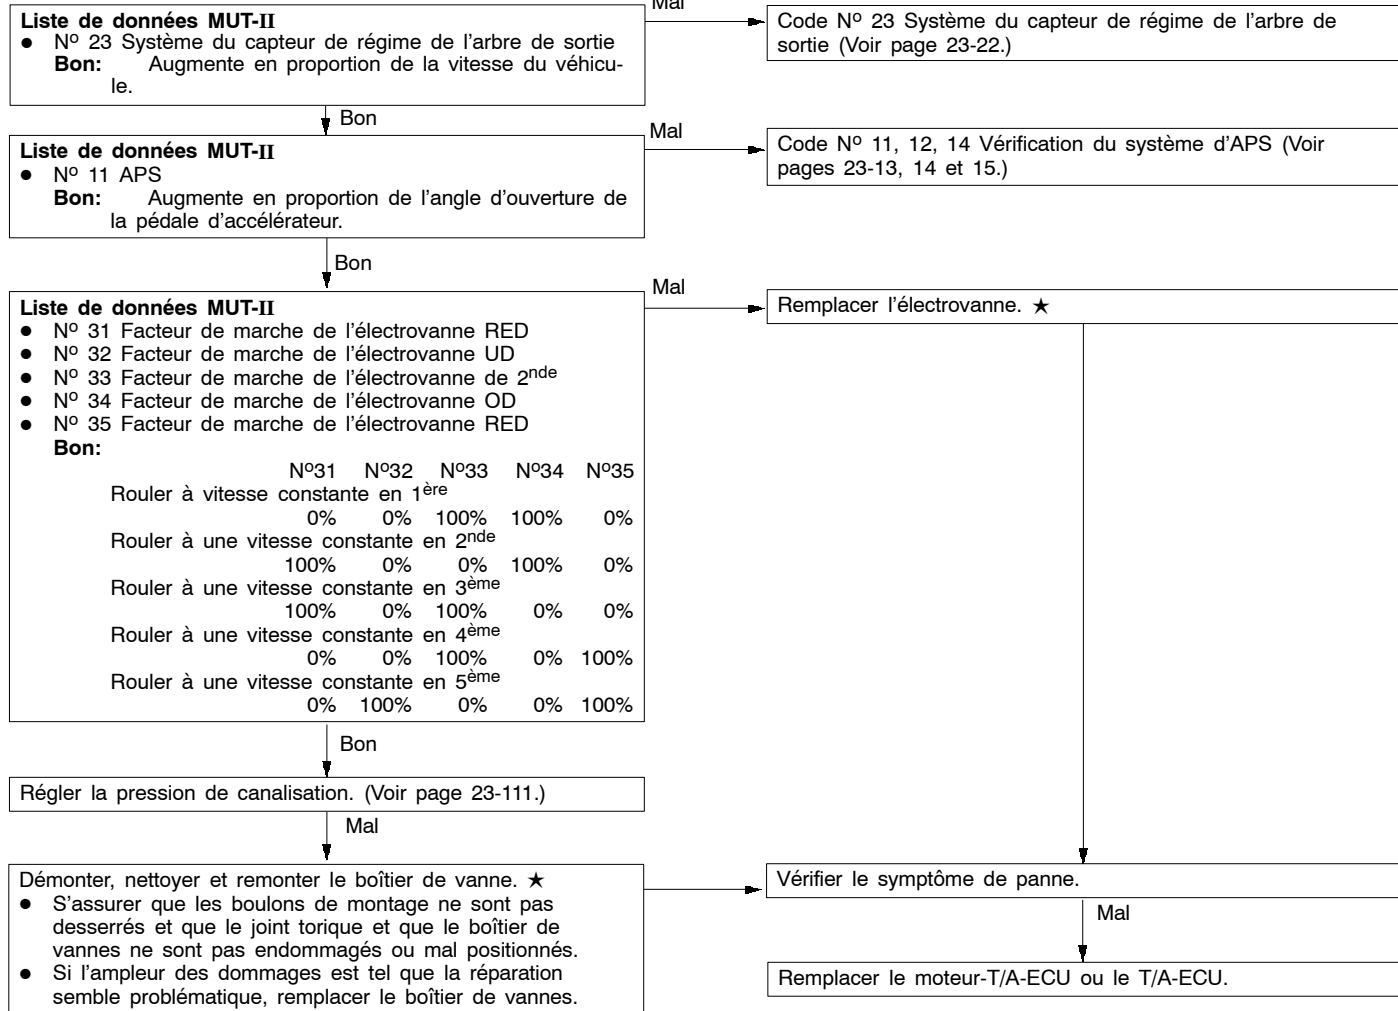 Mal
Liste de données MUT-II
● Nº 23 Système du capteur de régime de l'arbre de sortie
Bon: Augmente en proportion de la vitesse du véhicu-
le.
Code Nº 23 Système du capteur de régime de l'arbre de
sortie (Voir page 23-22.)
Bon
Mal
Liste de données MUT-II
● Nº 11 APS
Bon: Augmente en proportion de l'angle d'ouverture de
la pédale d'accélérateur.
Code Nº 11, 12, 14 Vérification du système d'APS (Voir
pages 23-13, 14 et 15.)
Bon
Mal
Liste de données MUT-II
● Nº 31 Facteur de marche de l'électrovanne RED
● Nº 32 Facteur de marche de l'électrovanne UD
● Nº 33 Facteur de marche de l'électrovanne de 2nde
● Nº 34 Facteur de marche de l'électrovanne OD
● Nº 35 Facteur de marche de l'électrovanne RED
Bon:
Nº31 Nº32 Nº33 Nº34 Nº35
Rouler à vitesse constante en 1ère
0% 0% 100% 100% 0%
Rouler à une vitesse constante en 2nde
100% 0% 0% 100% 0%
Rouler à une vitesse constante en 3ème
100% 0% 100% 0% 0%
Rouler à une vitesse constante en 4ème
0% 0% 100% 0% 100%
Rouler à une vitesse constante en 5ème
0% 100% 0% 0% 100%
Remplacer l'électrovanne. ★
Bon
Régler la pression de canalisation. (Voir page 23-111.)
Mal
Démonter, nettoyer et remonter le boîtier de vanne. ★
● S'assurer que les boulons de montage ne sont pas
desserrés et que le joint torique et que le boîtier de
vannes ne sont pas endommagés ou mal positionnés.
● Si l'ampleur des dommages est tel que la réparation
semble problématique, remplacer le boîtier de vannes.
Vérifier le symptôme de panne.
Mal
Remplacer le moteur-T/A-ECU ou le T/A-ECU.